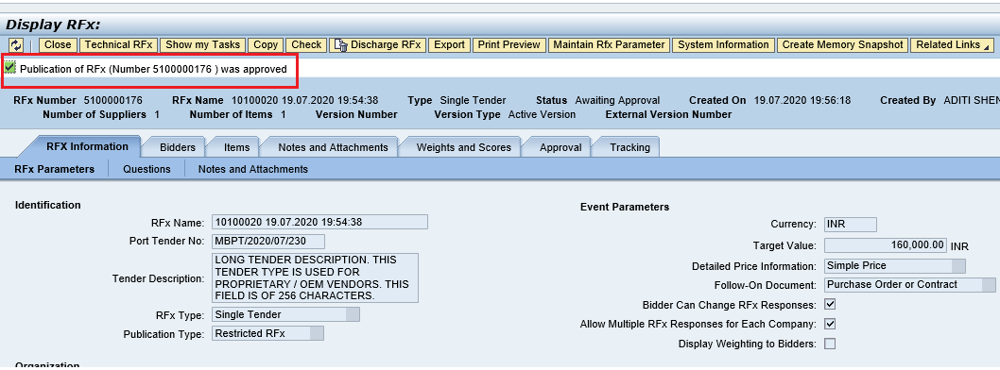 Display RFx:
Close Technical RFx Show my Tasks Copy Check Discharge RFx Export Print Preview Maintain Rfx Parameter System Information Create Memory Snapshot Related Links
Publication of RFx (Number 5100000176 ) was approved
RFx Number 5100000176 RFx Name 10100020 19.07.2020 19:54:38 Type Single Tender Status Awaiting Approval Created On 19.07.2020 19:56:18 Created By ADITI SHEN
Number of Suppliers 1 Number of Items 1 Version Number Version Type Active Version External Version Number
RFX Information Bidders Items Notes and Attachments Weights and Scores Approval Tracking
RFx Parameters Questions Notes and Attachments
Identification
RFx Name: 10100020 19.07.2020 19:54:38
Port Tender No: MBPT/2020/07/230
Tender Description: LONG TENDER DESCRIPTION. THIS
TENDER TYPE IS USED FOR
PROPRIETARY / OEM VENDORS. THIS
FIELD IS OF 256 CHARACTERS.
RFx Type: Single Tender
Publication Type: Restricted RFx
Event Parameters
Currency: INR
Target Value: 160,000.00 INR
Detailed Price Information: Simple Price
Follow-On Document: Purchase Order or Contract
Bidder Can Change RFx Responses:
Allow Multiple RFx Responses for Each Company:
Display Weighting to Bidders:
Organization